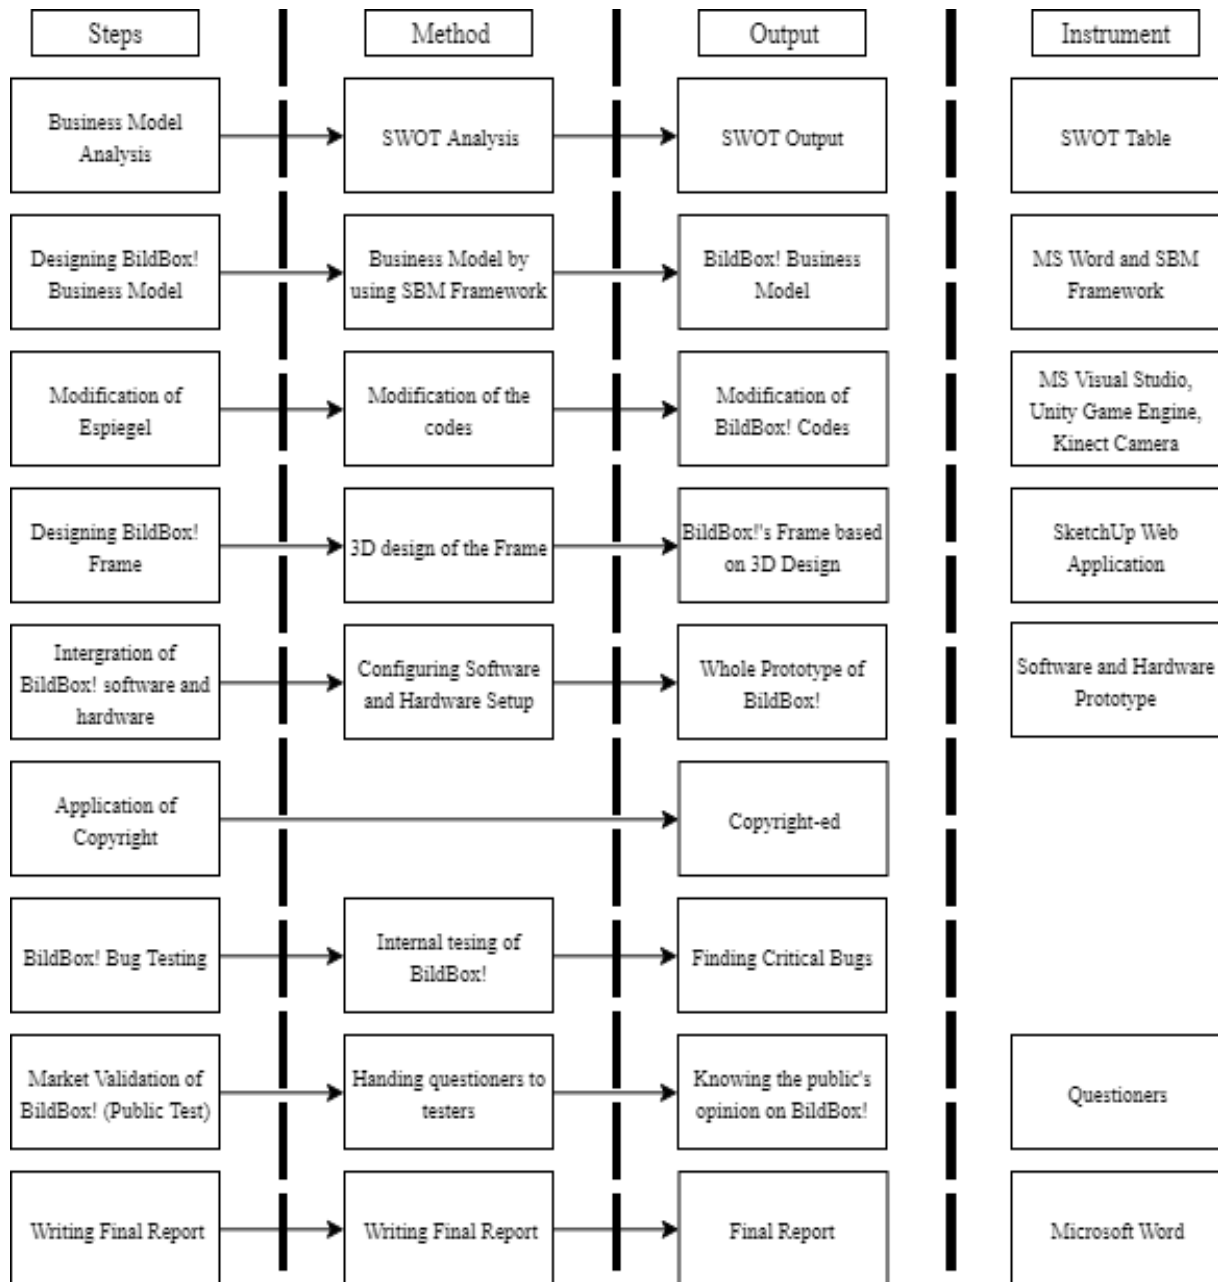 Steps
Method
Output
Instrument
Business Model
Analysis
SWOT Analysis
SWOT Output
SWOT Table
Designing BildBox!
Business Model
Business Model by
using SBM Framework
BildBox! Business
Model
MS Word and SBM
Framework
Modification of
Espiegel
Modification of the
codes
Modification of
BildBox! Codes
MS Visual Studio,
Unity Game Engine,
Kinect Camera
Designing BildBox!
Frame
3D design of the Frame
BildBox!'s Frame based
on 3D Design
SketchUp Web
Application
Intergration of
BildBox! software and
hardware
Configuring Software
and Hardware Setup
Whole Prototype of
BildBox!
Software and Hardware
Prototype
Application of
Copyright
Copyright-ed
BildBox! Bug Testing
Internal tesing of
BildBox!
Finding Critical Bugs
Market Validation of
BildBox! (Public Test)
Handing questioners to
testers
Knowing the public's
opinion on BildBox!
Questioners
Writing Final Report
Writing Final Report
Final Report
Microsoft Word